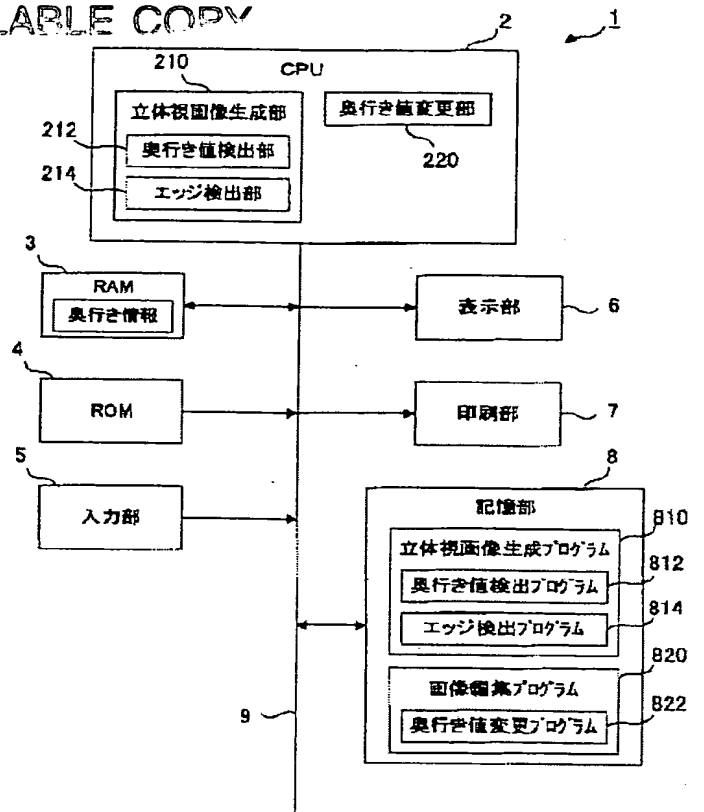 LABLE COPY
1
2
CPU
210
立体視画像生成部
212
奥行き値検出部
214
エッジ検出部
奥行き値変更部
220
3
RAM
奥行き情報
表示部
6
4
ROM
印刷部
7
5
入力部
8
記憶部
810
立体視画像生成プログラム
812
奥行き値検出プログラム
814
エッジ検出プログラム
820
画像編集プログラム
822
奥行き値変更プログラム
9